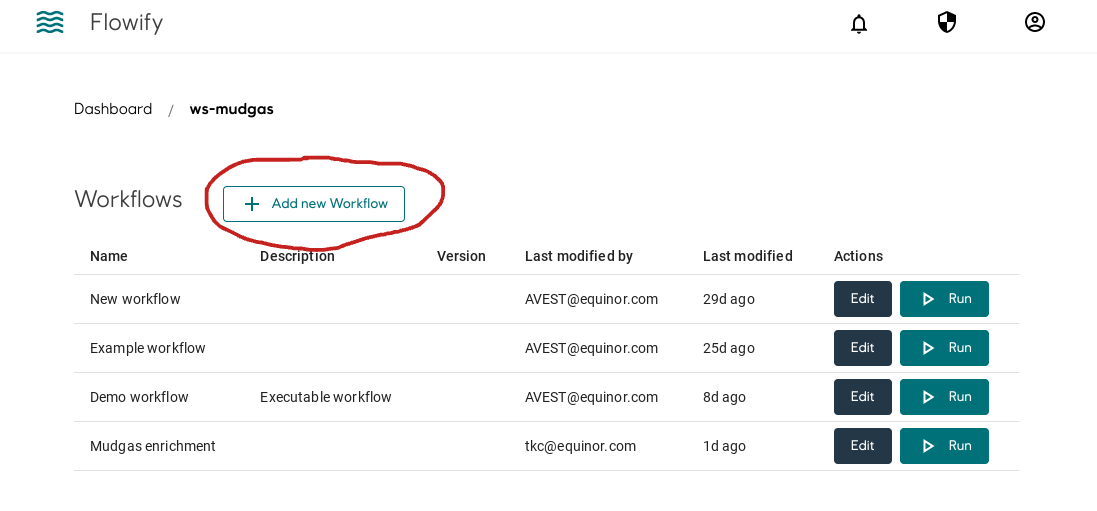 Flowify
Dashboard / ws-mudgas
Workflows + Add new Workflow
Name Description Version Last modified by Last modified Actions
New workflow AVEST@equinor.com 29d ago Edit Run
Example workflow AVEST@equinor.com 25d ago Edit Run
Demo workflow Executable workflow AVEST@equinor.com 8d ago Edit Run
Mudgas enrichment tkc@equinor.com 1d ago Edit Run